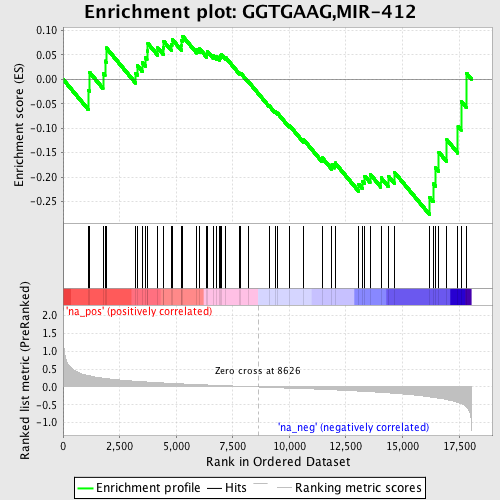 Enrichment plot: GGTGAAG,MIR-412
Enrichment score (ES)
0.10
0.05
0.00
-0.05
-0.10
-0.15
-0.20
-0.25
'na_pos' (positively correlated)
Ranked list metric (PreRanked)
2.0
1.5
1.0
0.5
0.0
-0.5
-1.0
Zero cross at 8626
'na_neg' (negatively correlated)
0
2,500
5,000
7,500
10,000
12,500
15,000
17,500
Rank in Ordered Dataset
Enrichment profile
Hits
Ranking metric scores